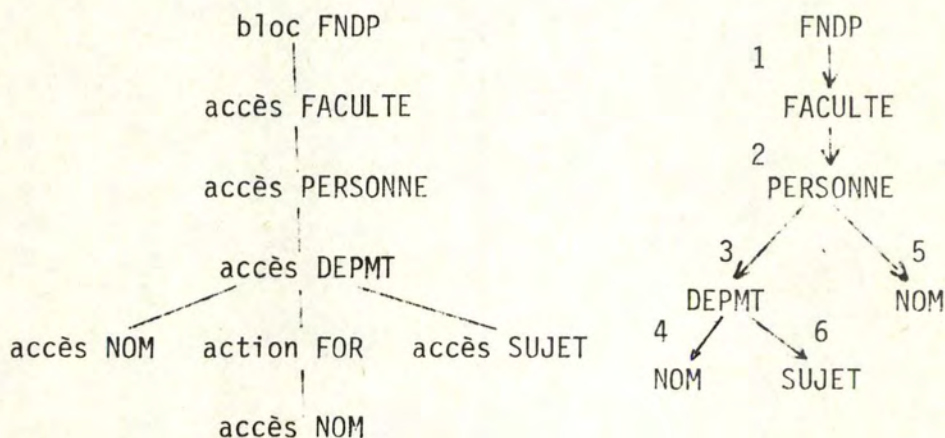 bloc FNDP
FNDP
1
accès FACULTE
FACULTE
2
accès PERSONNE
PERSONNE
3
5
accès DEPMT
DEPMT
NOM
4
6
accès NOM action FOR accès SUJET
NOM SUJET
accès NOM